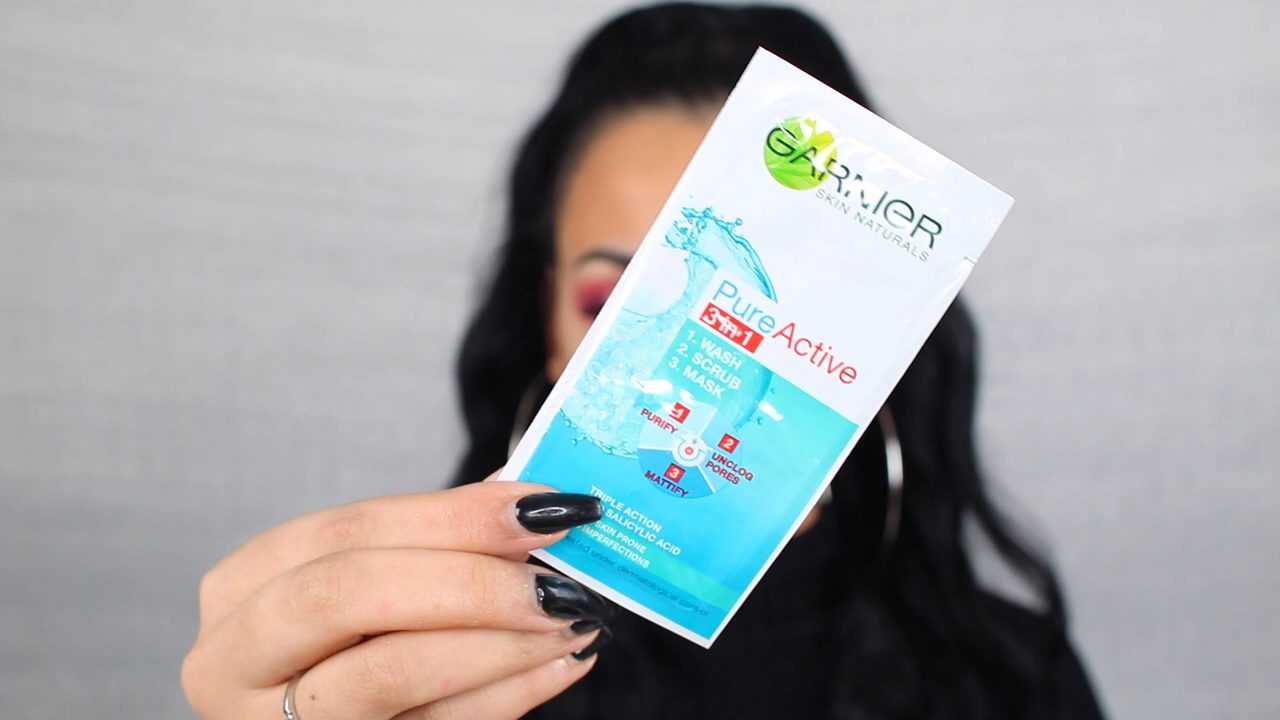 GARNIER
SKIN NATURALS
PureActive
3in1
1. WASH
2. SCRUB
3. MASK
1
PURIFY
2
UNCLOG
PORES
3
MATTIFY
TRIPLE ACTION
SALICYLIC ACID
SKIN PRONE
IMPERFECTIONS
under dermatological control